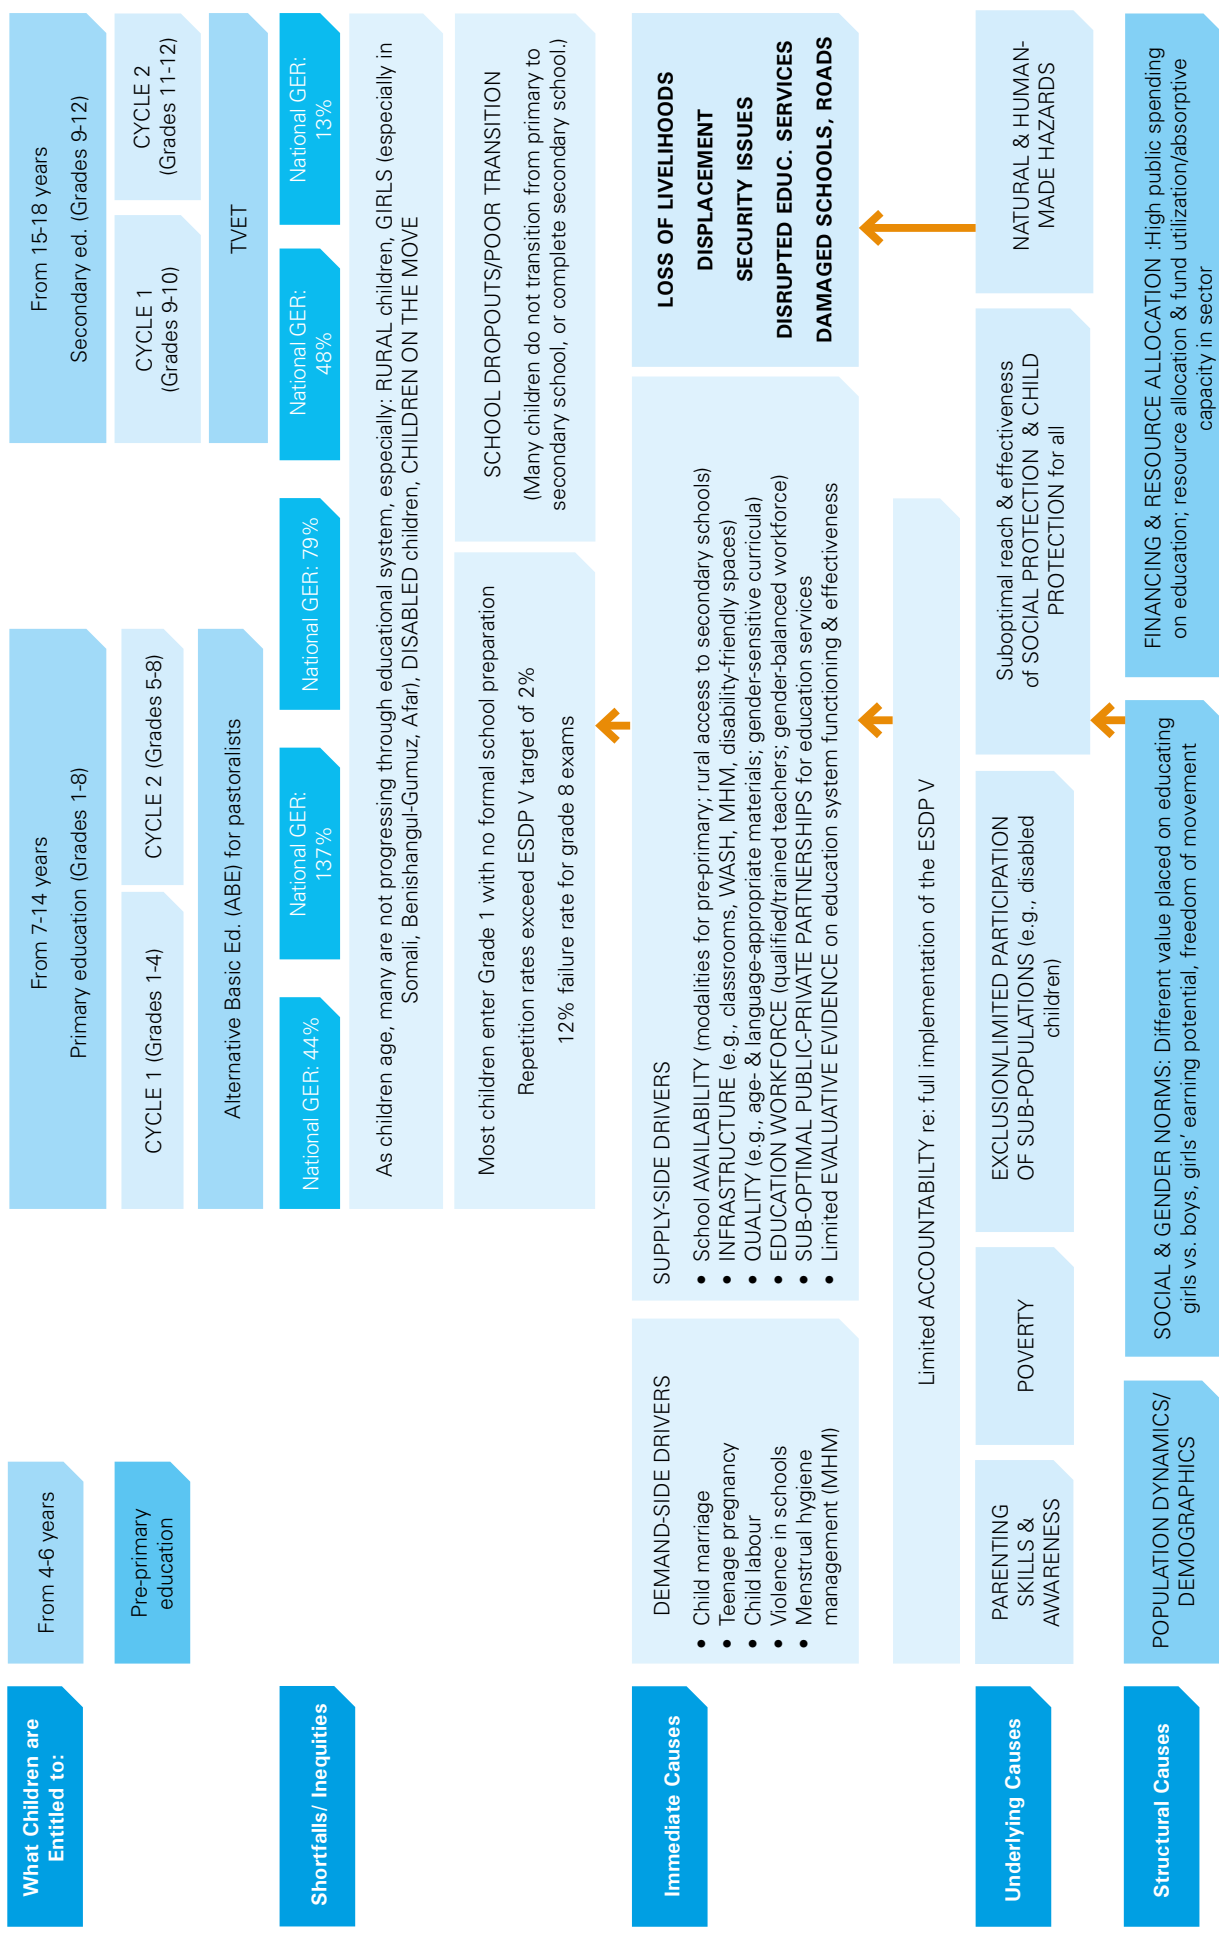 What Children are
Entitled to:
From 4-6 years
Pre-primary
education
From 7-14 years
Primary education (Grades 1-8)
CYCLE 1 (Grades 1-4)
CYCLE 2 (Grades 5-8)
Alternative Basic Ed. (ABE) for pastoralists
From 15-18 years
Secondary ed. (Grades 9-12)
CYCLE 1
(Grades 9-10)
CYCLE 2
(Grades 11-12)
TVET
Shortfalls/ Inequities
National GER: 44%
National GER:
137%
National GER: 79%
National GER:
48%
National GER:
13%
As children age, many are not progressing through educational system, especially: RURAL children, GIRLS (especially in
Somali, Benishangul-Gumuz, Afar), DISABLED children, CHILDREN ON THE MOVE
Most children enter Grade 1 with no formal school preparation
Repetition rates exceed ESDP V target of 2%
12% failure rate for grade 8 exams
SCHOOL DROPOUTS/POOR TRANSITION
(Many children do not transition from primary to
secondary school, or complete secondary school.)
Immediate Causes
DEMAND-SIDE DRIVERS
• Child marriage
• Teenage pregnancy
• Child labour
• Violence in schools
• Menstrual hygiene
management (MHM)
SUPPLY-SIDE DRIVERS
• School AVAILABILITY (modalities for pre-primary; rural access to secondary schools)
• INFRASTRUCTURE (e.g., classrooms, WASH, MHM, disability-friendly spaces)
• QUALITY (e.g., age- & language-appropriate materials; gender-sensitive curricula)
• EDUCATION WORKFORCE (qualified/trained teachers; gender-balanced workforce)
• SUB-OPTIMAL PUBLIC-PRIVATE PARTNERSHIPS for education services
• Limited EVALUATIVE EVIDENCE on education system functioning & effectiveness
LOSS OF LIVELIHOODS
DISPLACEMENT
SECURITY ISSUES
DISRUPTED EDUC. SERVICES
DAMAGED SCHOOLS, ROADS
Limited ACCOUNTABILTY re: full implementation of the ESDP V
Underlying Causes
PARENTING
SKILLS &
AWARENESS
POVERTY
EXCLUSION/LIMITED PARTICIPATION
OF SUB-POPULATIONS (e.g., disabled
children)
Suboptimal reach & effectiveness
of SOCIAL PROTECTION & CHILD
PROTECTION for all
NATURAL & HUMAN-
MADE HAZARDS
Structural Causes
POPULATION DYNAMICS/
DEMOGRAPHICS
SOCIAL & GENDER NORMS: Different value placed on educating
girls vs. boys, girls’ earning potential, freedom of movement
FINANCING & RESOURCE ALLOCATION :High public spending
on education; resource allocation & fund utilization/absorptive
capacity in sector